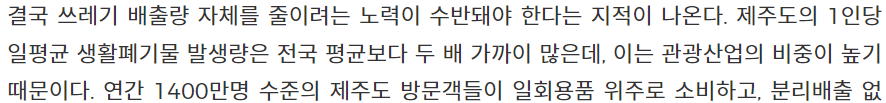 결국 쓰레기 배출량 자체를 줄이려는 노력이 수반돼야 한다는 지적이 나온다. 제주도의 1인당
일평균 생활폐기물 발생량은 전국 평균보다 두 배 가까이 많은데, 이는 관광산업의 비중이 높기
때문이다. 연간 1400만명 수준의 제주도 방문객들이 일회용품 위주로 소비하고, 분리배출 없